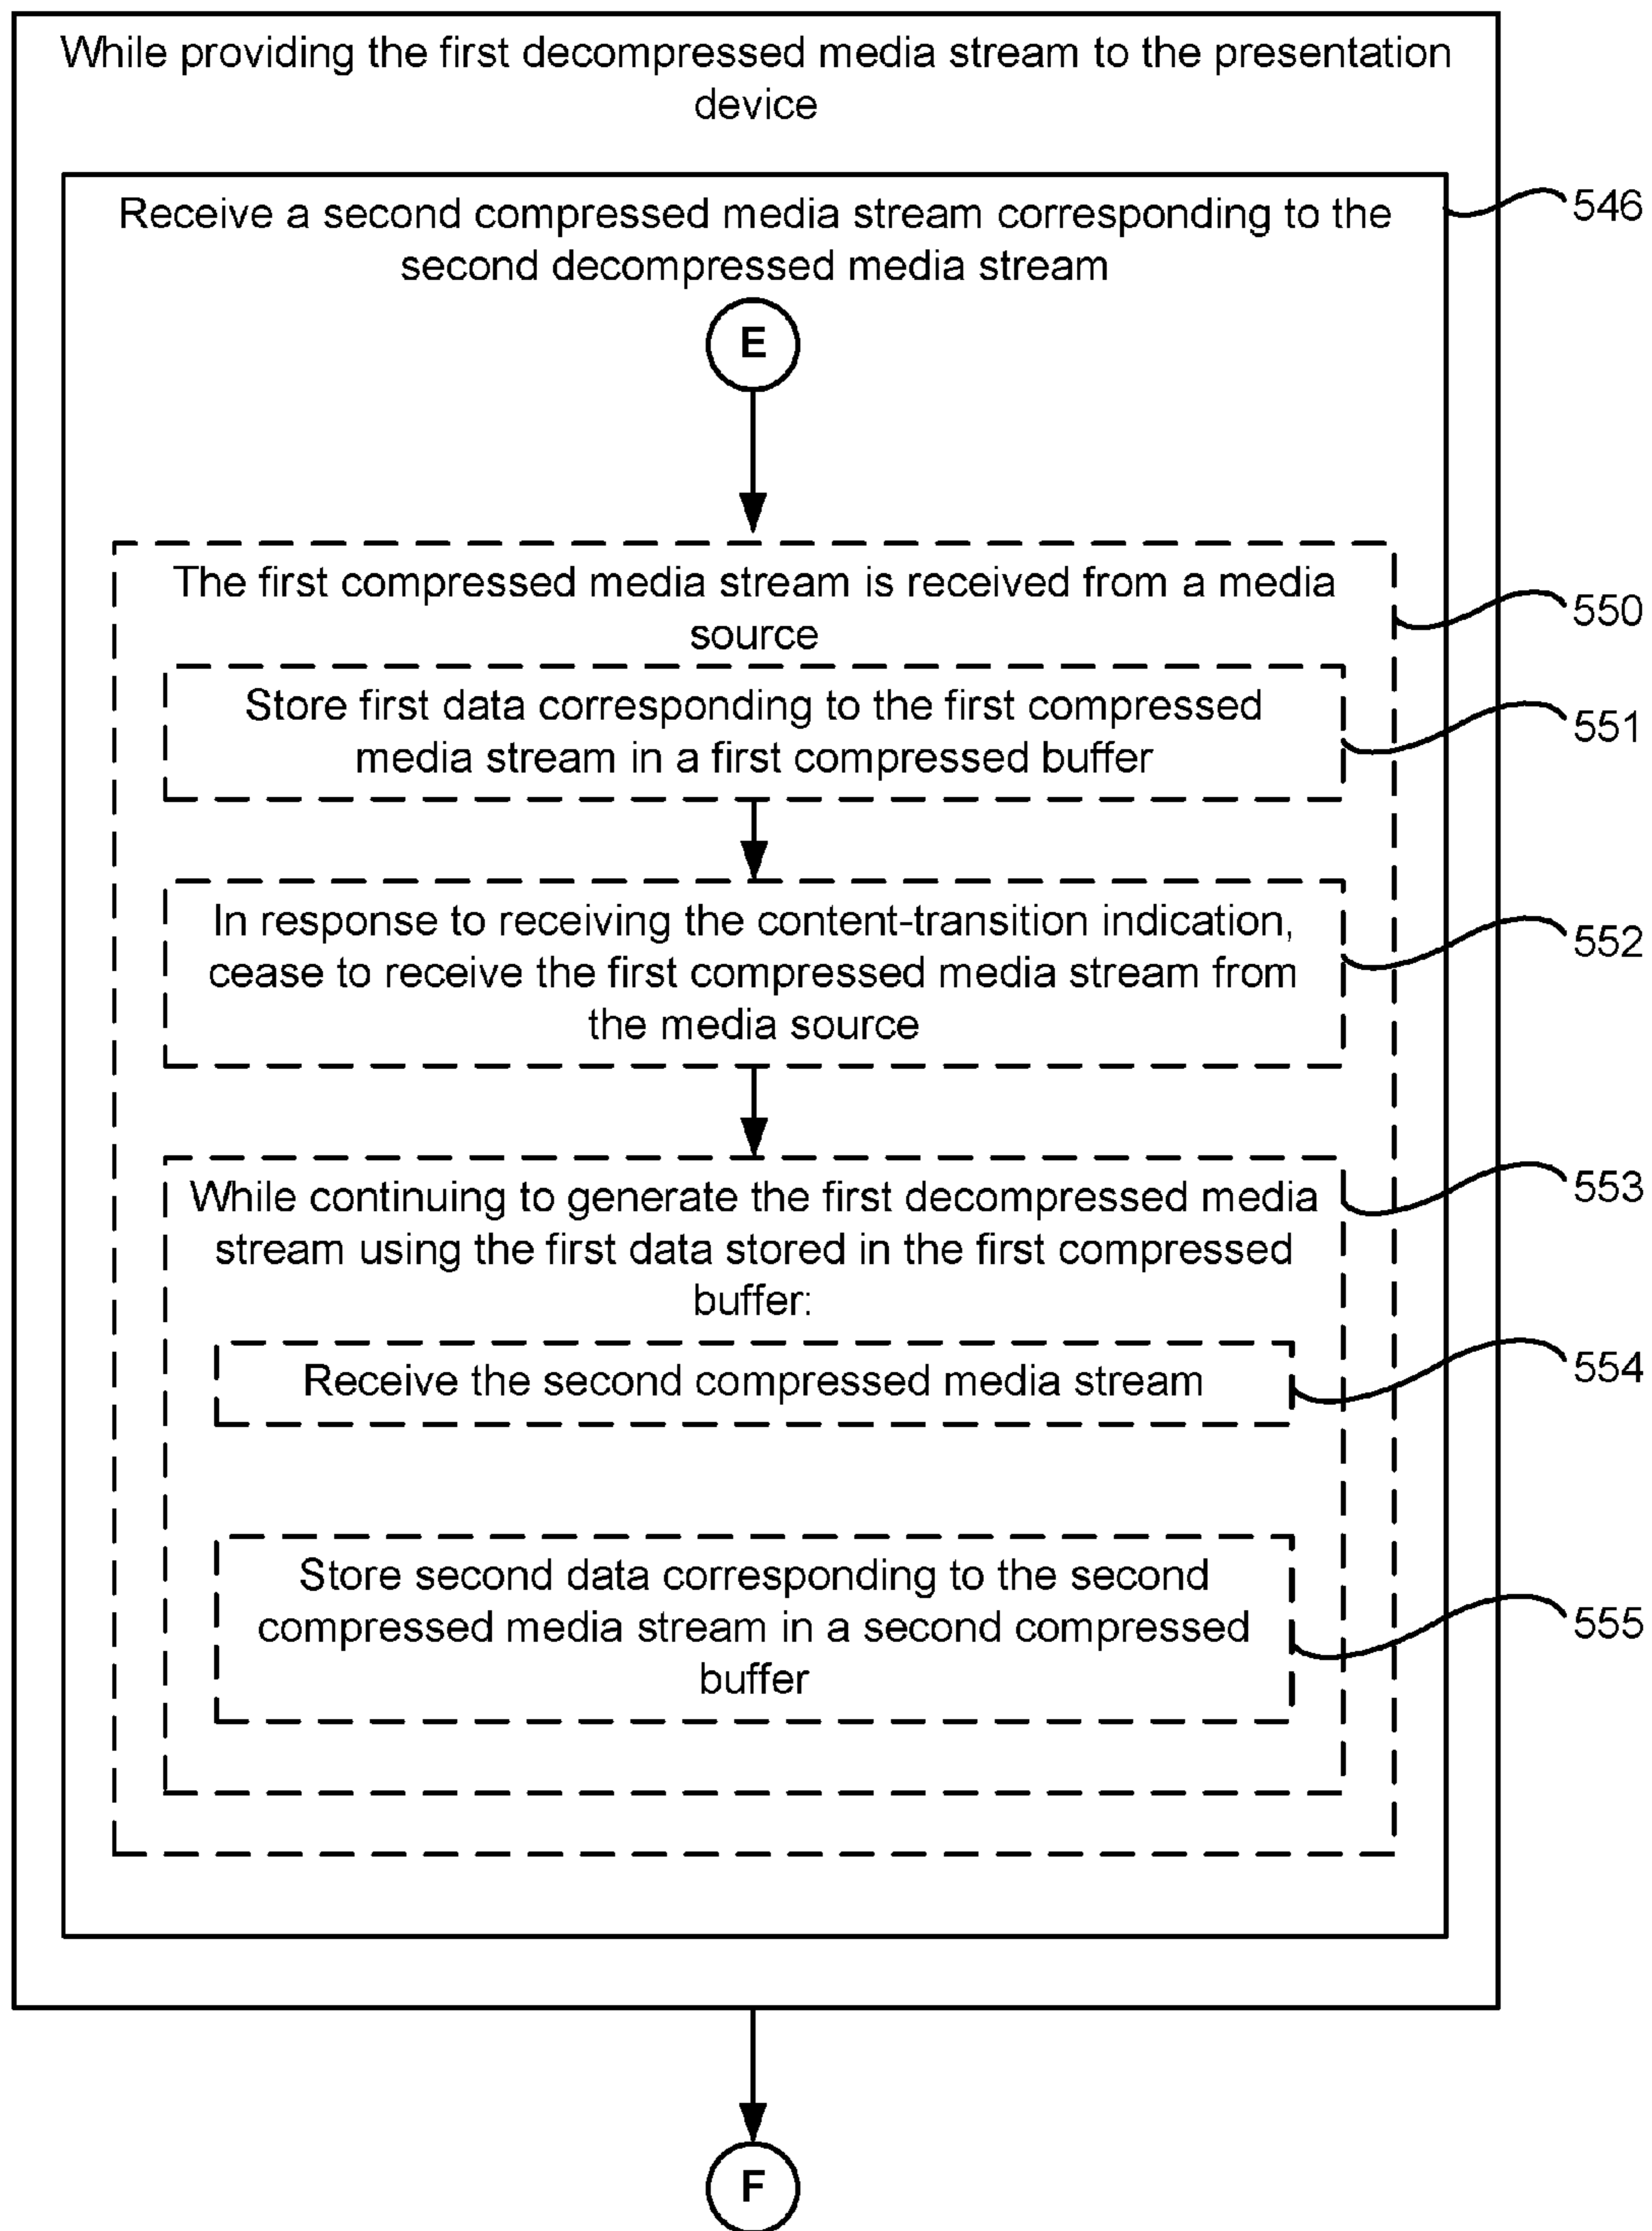 While providing the first decompressed media stream to the presentation
device
Receive a second compressed media stream corresponding to the
second decompressed media stream
546
E
The first compressed media stream is received from a media
source
550
Store first data corresponding to the first compressed
media stream in a first compressed buffer
551
In response to receiving the content-transition indication,
cease to receive the first compressed media stream from
the media source
552
While continuing to generate the first decompressed media
stream using the first data stored in the first compressed
buffer:
553
Receive the second compressed media stream
554
Store second data corresponding to the second
compressed media stream in a second compressed
buffer
555
F